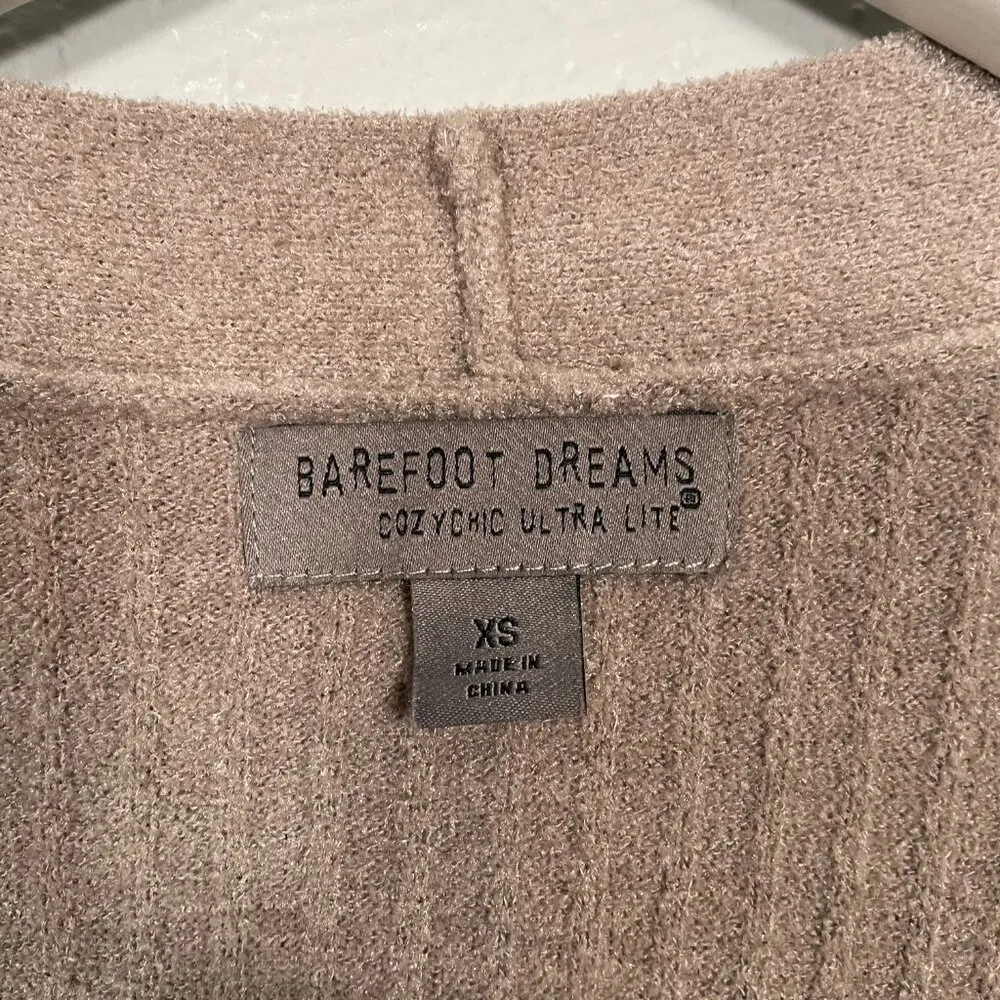 BAREFOOT DREAMS
COZYCHIC ULTRA LITE®
XS
MADE IN
CHINA